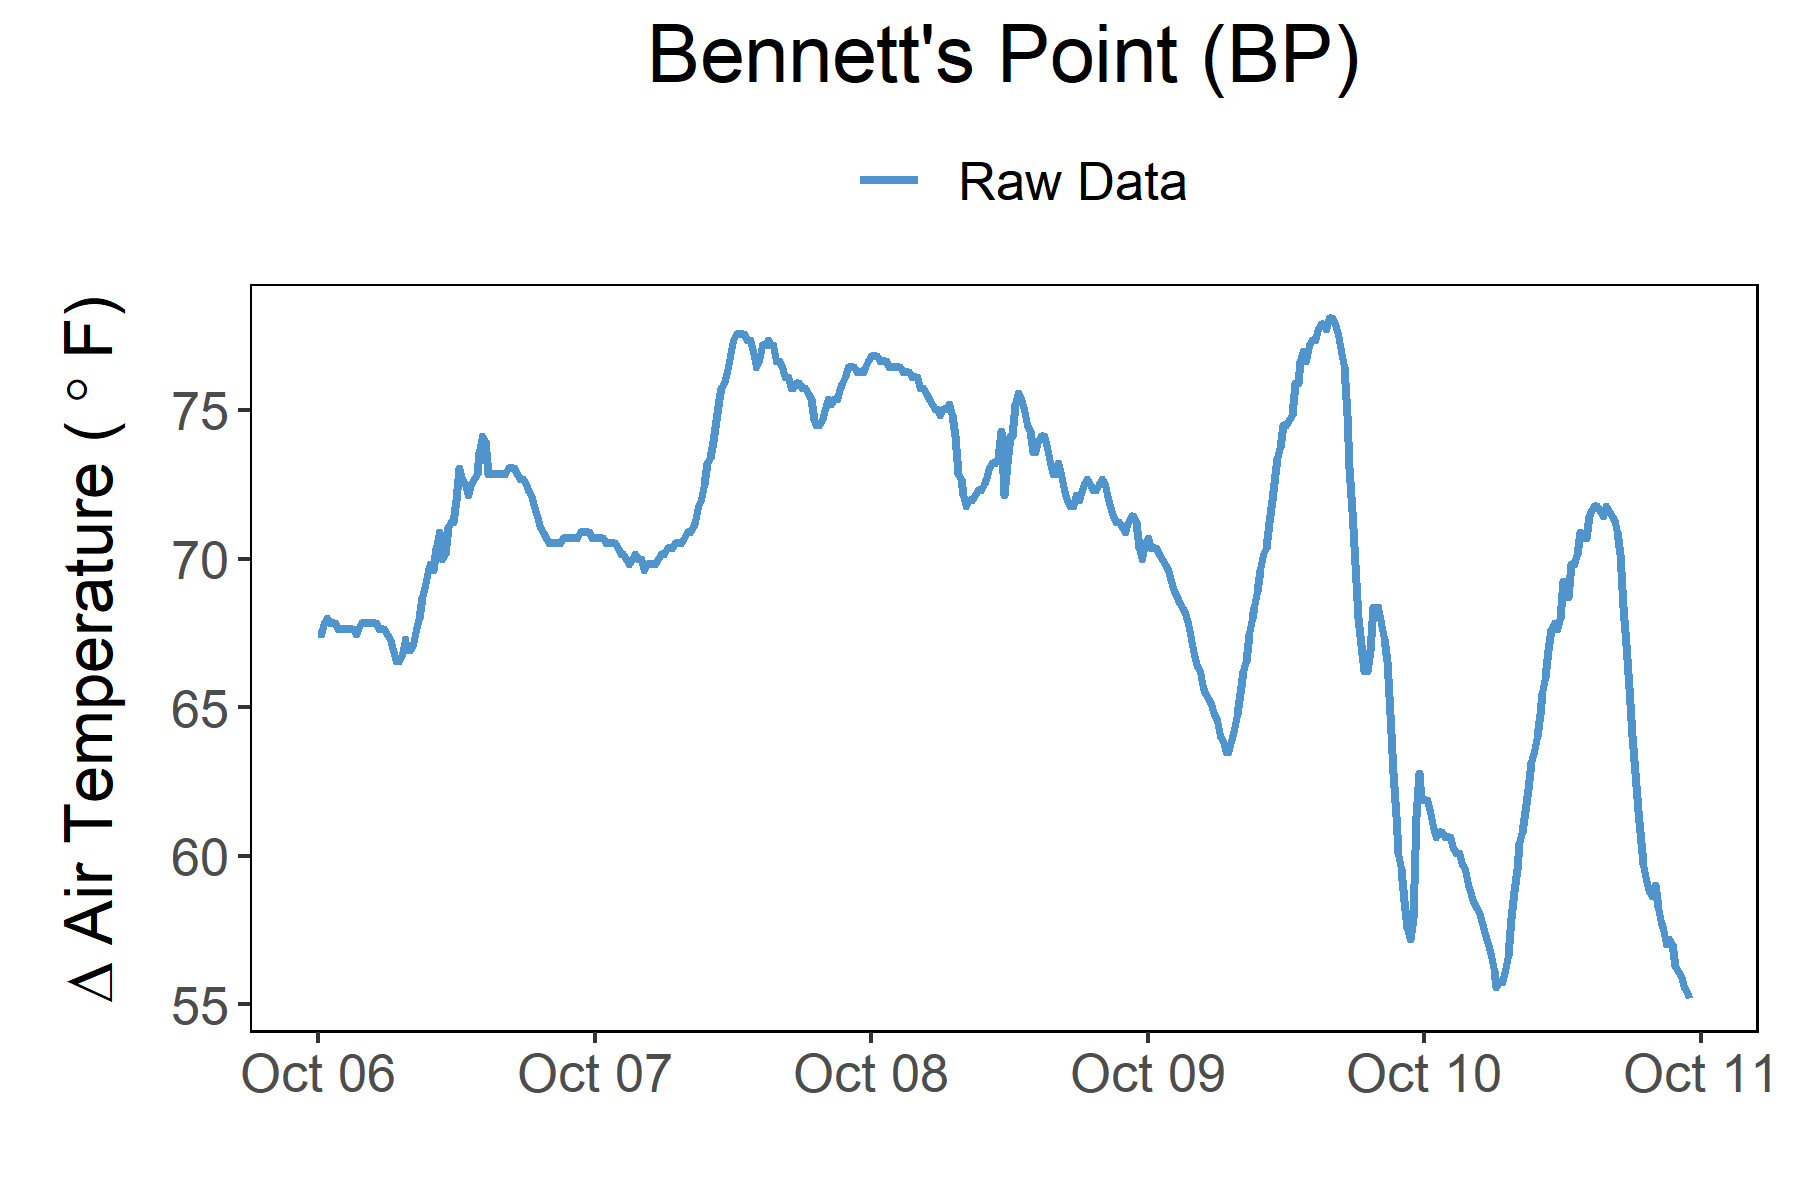 Bennett's Point (BP)
Raw Data
Δ Air Temperature ( ° F)
75
70
65
60
55
Oct 06
Oct 07
Oct 08
Oct 09
Oct 10
Oct 11